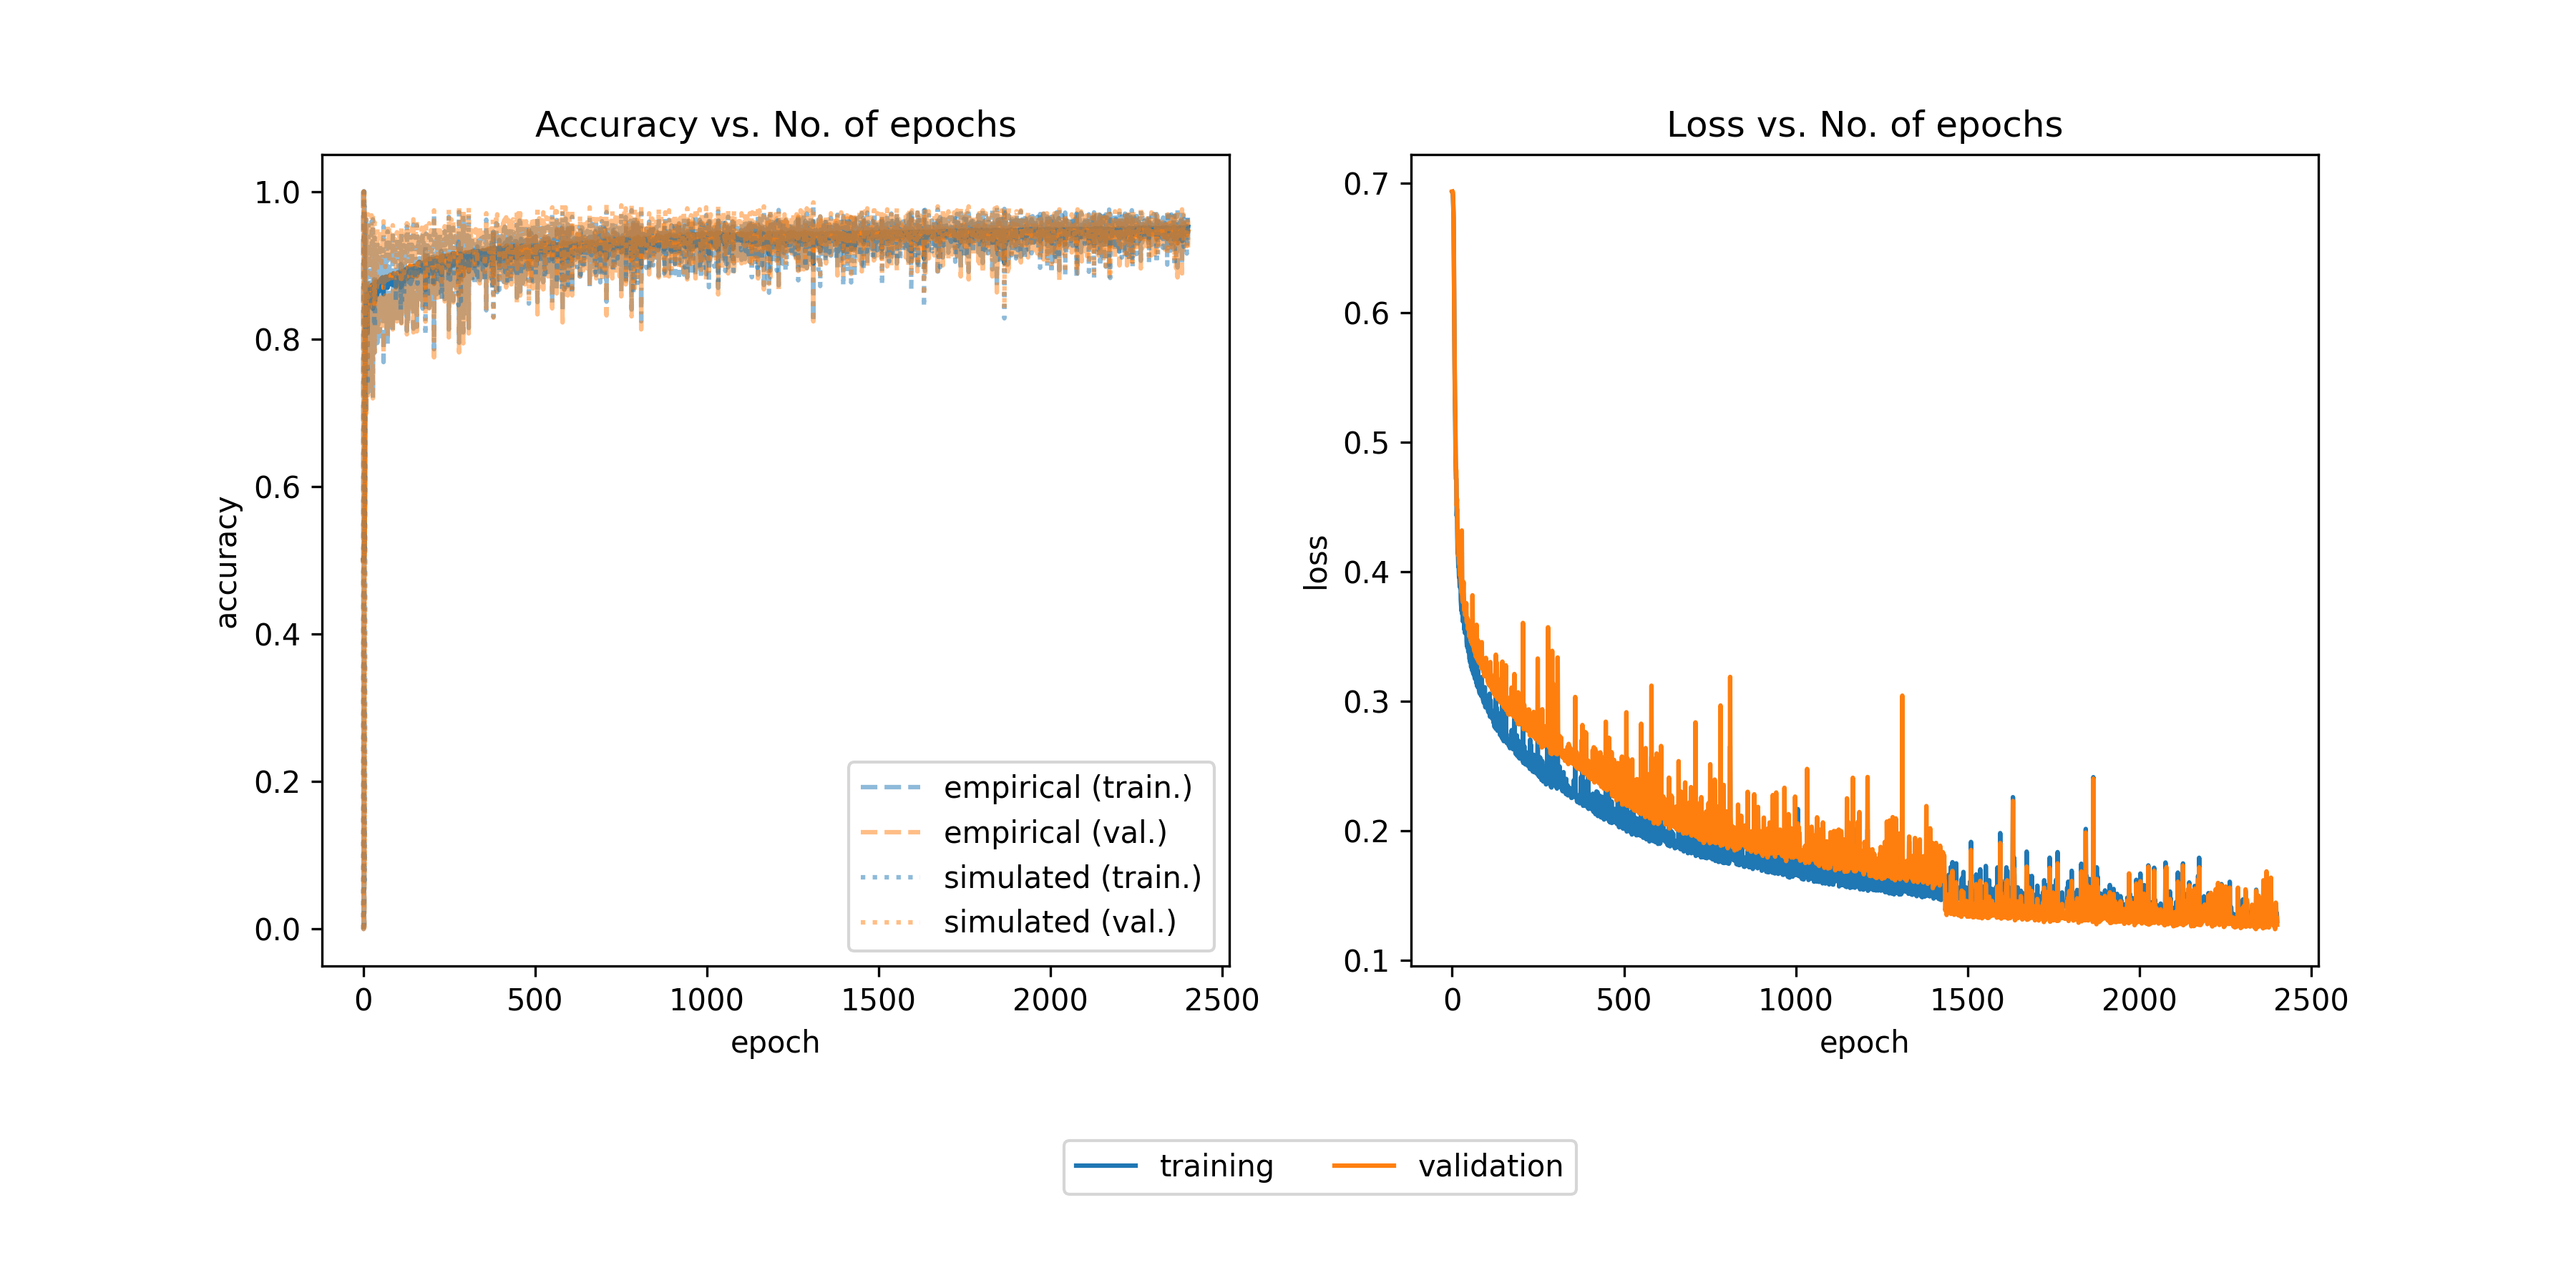 Accuracy vs. No. of epochs
1.0
0.8
0.6
0.4
0.2
0.0
accuracy
0 500 1000 1500 2000 2500
epoch
empirical (train.)
empirical (val.)
simulated (train.)
simulated (val.)
Loss vs. No. of epochs
0.7
0.6
0.5
0.4
0.3
0.2
0.1
loss
0 500 1000 1500 2000 2500
epoch
training validation